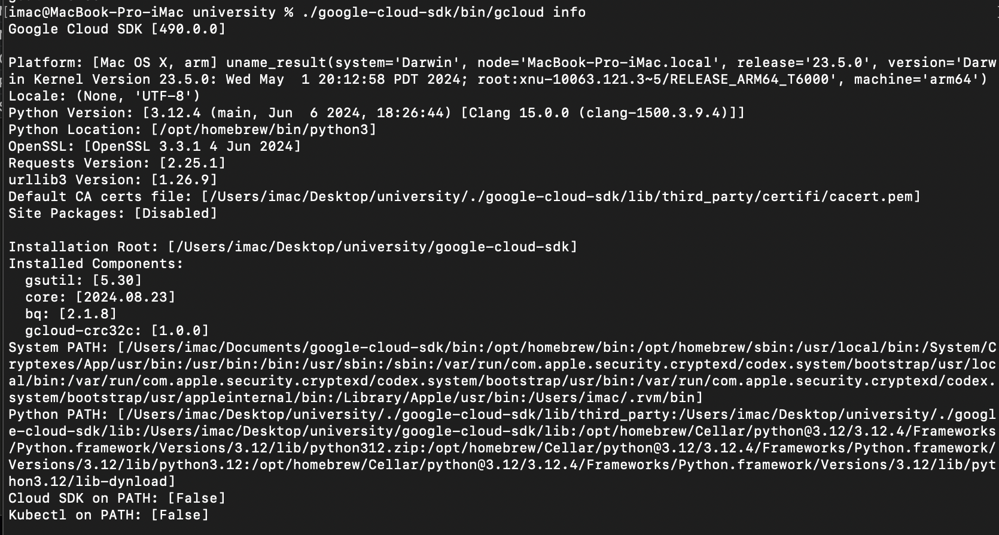 [imac@MacBook-Pro-iMac university % ./google-cloud-sdk/bin/gcloud info
Google Cloud SDK [490.0.0]
Platform: [Mac OS X, arm] uname_result(system='Darwin', node='MacBook-Pro-iMac.local', release='23.5.0', version='Darw
in Kernel Version 23.5.0: Wed May  1 20:12:58 PDT 2024; root:xnu-10063.121.3~5/RELEASE_ARM64_T6000', machine='arm64')
Locale: (None, 'UTF-8')
Python Version: [3.12.4 (main, Jun  6 2024, 18:26:44) [Clang 15.0.0 (clang-1500.3.9.4)]]
Python Location: [/opt/homebrew/bin/python3]
OpenSSL: [OpenSSL 3.3.1 4 Jun 2024]
Requests Version: [2.25.1]
urllib3 Version: [1.26.9]
Default CA certs file: [/Users/imac/Desktop/university/./google-cloud-sdk/lib/third_party/certifi/cacert.pem]
Site Packages: [Disabled]
Installation Root: [/Users/imac/Desktop/university/google-cloud-sdk]
Installed Components:
  gsutil: [5.30]
  core: [2024.08.23]
  bq: [2.1.8]
  gcloud-crc32c: [1.0.0]
System PATH: [/Users/imac/Documents/google-cloud-sdk/bin:/opt/homebrew/bin:/opt/homebrew/sbin:/usr/local/bin:/System/C
ryptexes/App/usr/bin:/usr/bin:/bin:/usr/sbin:/sbin:/var/run/com.apple.security.cryptexd/codex.system/bootstrap/usr/loc
al/bin:/var/run/com.apple.security.cryptexd/codex.system/bootstrap/usr/bin:/var/run/com.apple.security.cryptexd/codex.
system/bootstrap/usr/appleinternal/bin:/Library/Apple/usr/bin:/Users/imac/.rvm/bin]
Python PATH: [/Users/imac/Desktop/university/./google-cloud-sdk/lib/third_party:/Users/imac/Desktop/university/./googl
e-cloud-sdk/lib:/Users/imac/Desktop/university/google-cloud-sdk/lib:/opt/homebrew/Cellar/python@3.12/3.12.4/Frameworks
/Python.framework/Versions/3.12/lib/python312.zip:/opt/homebrew/Cellar/python@3.12/3.12.4/Frameworks/Python.framework/
Versions/3.12/lib/python3.12:/opt/homebrew/Cellar/python@3.12/3.12.4/Frameworks/Python.framework/Versions/3.12/lib/pyt
hon3.12/lib-dynload]
Cloud SDK on PATH: [False]
Kubectl on PATH: [False]